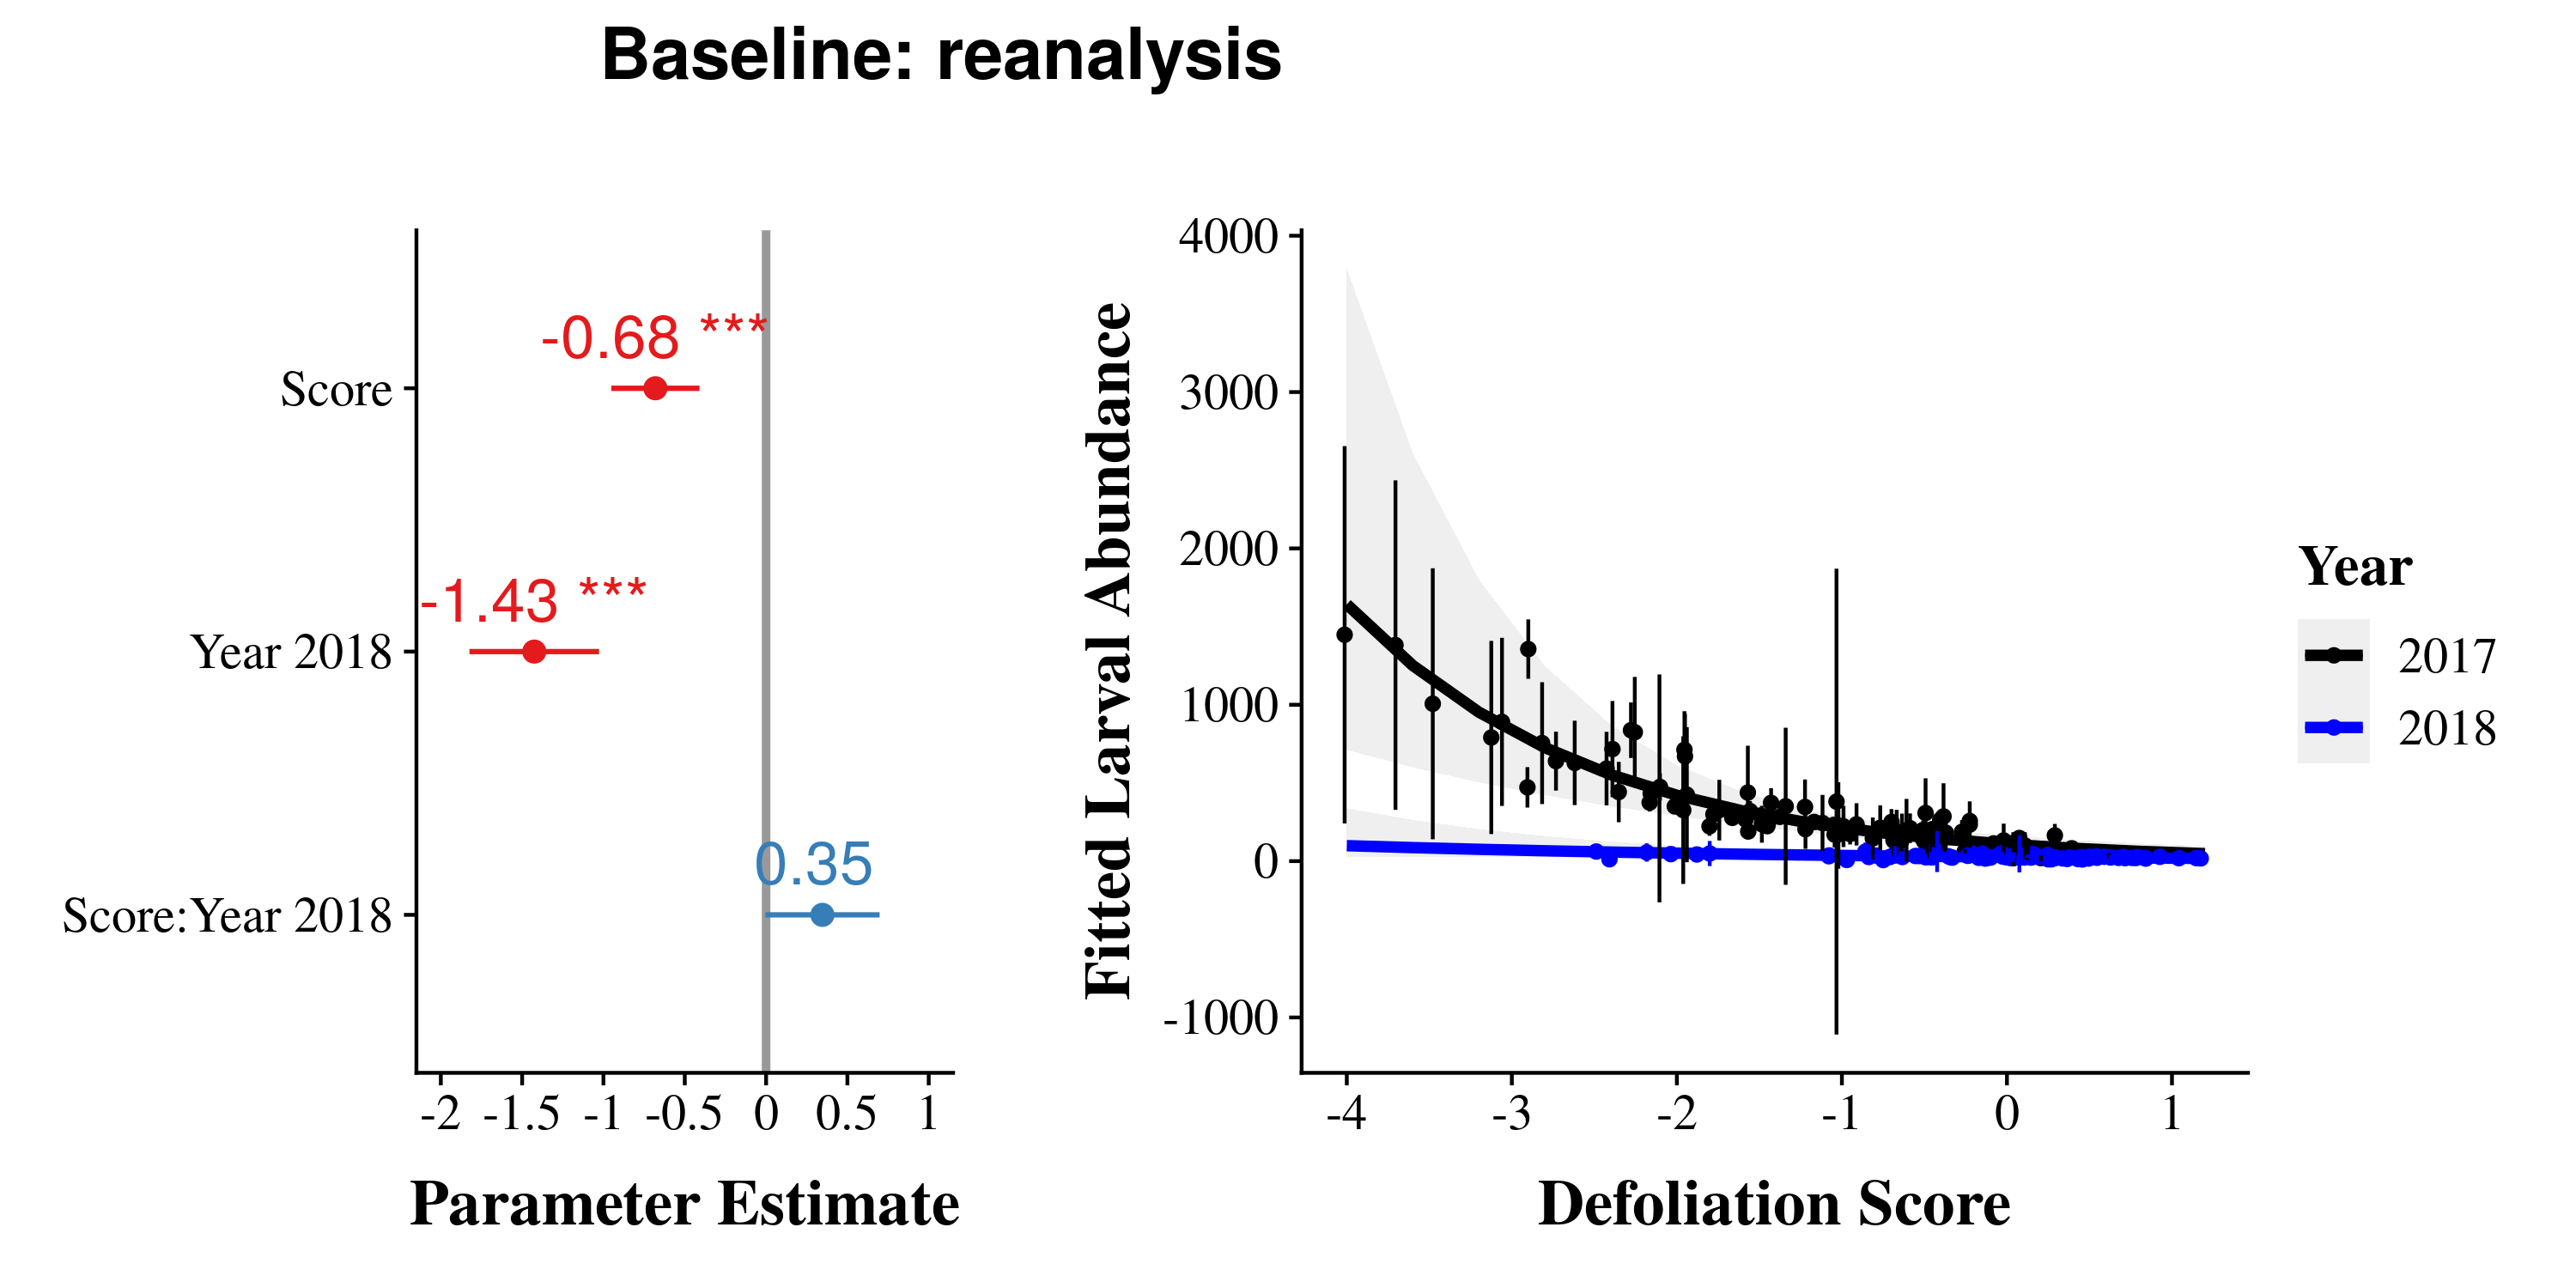 Baseline: reanalysis
-0.68 ***
Score
-1.43 ***
Year 2018
0.35
Score:Year 2018
-2 -1.5 -1 -0.5 0 0.5 1
Parameter Estimate
4000
3000
2000
1000
0
-1000
Fitted Larval Abundance
-4 -3 -2 -1 0 1
Defoliation Score
Year
2017
2018